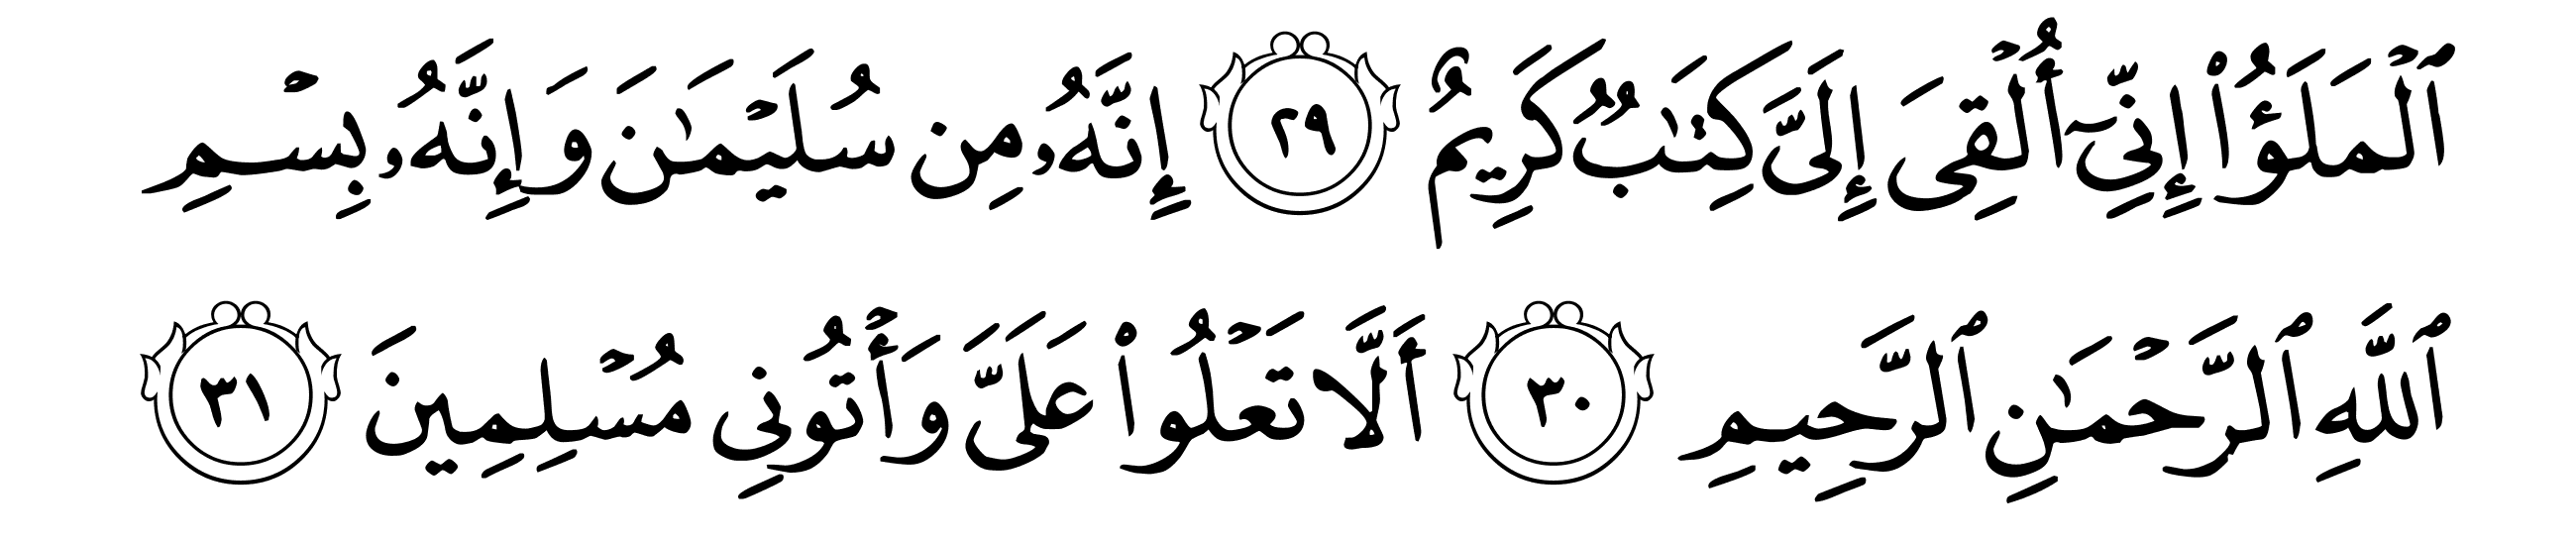 ٱلۡمَلَؤُاْ إِنِّيٓ أُلۡقِيَ إِلَيَّ كِتَٰبٞ كَرِيمٌ ٢٩ إِنَّهُۥ مِن سُلَيۡمَٰنَ وَإِنَّهُۥ بِسۡمِ
ٱللَّهِ ٱلرَّحۡمَٰنِ ٱلرَّحِيمِ ٣٠ أَلَّا تَعۡلُواْ عَلَيَّ وَأۡتُونِي مُسۡلِمِينَ ٣١